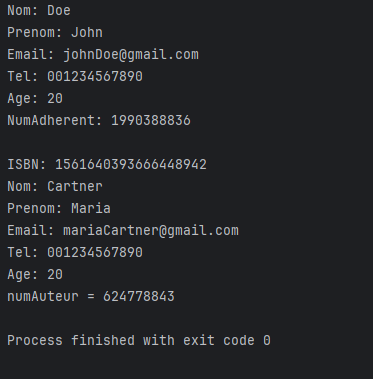 Nom: Doe
Prenom: John
Email: johnDoe@gmail.com
Tel: 001234567890
Age: 20
NumAdherent: 1990388836
ISBN: 1561640393666448942
Nom: Cartner
Prenom: Maria
Email: mariaCartner@gmail.com
Tel: 001234567890
Age: 20
numAuteur = 624778843
Process finished with exit code 0